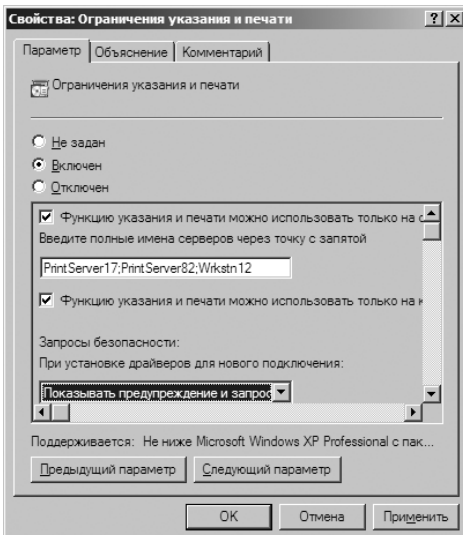 Свойства: Ограничения указания и печати
Параметр Объяснение Комментарий
Ограничения указания и печати
Не задан
Включен
Отключен
Функцию указания и печати можно использовать только на
Введите полные имена серверов через точку с запятой
PrintServer17;PrintServer82;Wrkstn12
Функцию указания и печати можно использовать только на
Запросы безопасности:
При установке драйверов для нового подключения:
Показывать предупреждение и
Поддерживается: Не ниже Microsoft Windows XP Professional с пак...
Предыдущий параметр Следующий параметр
OK Отмена Применить